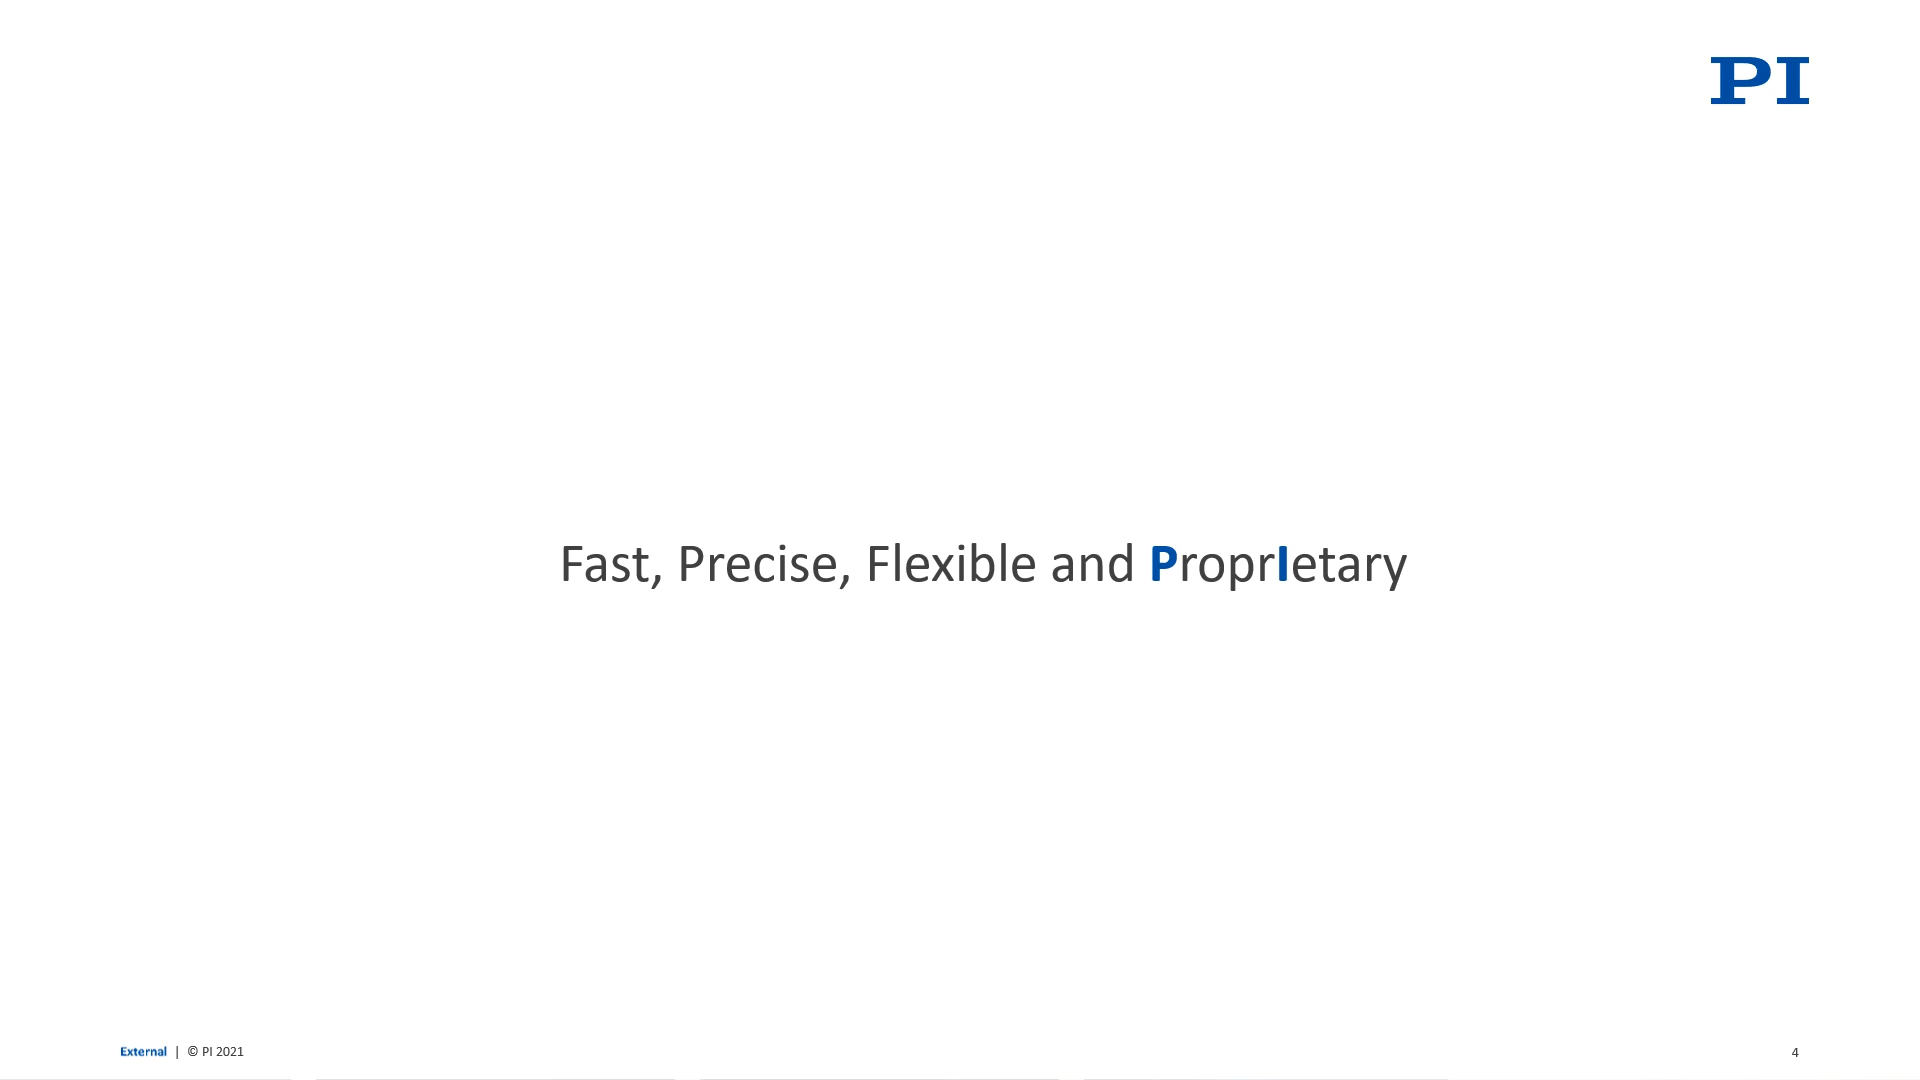 PI
Fast, Precise, Flexible and ProprIetary
External | © PI 2021
4